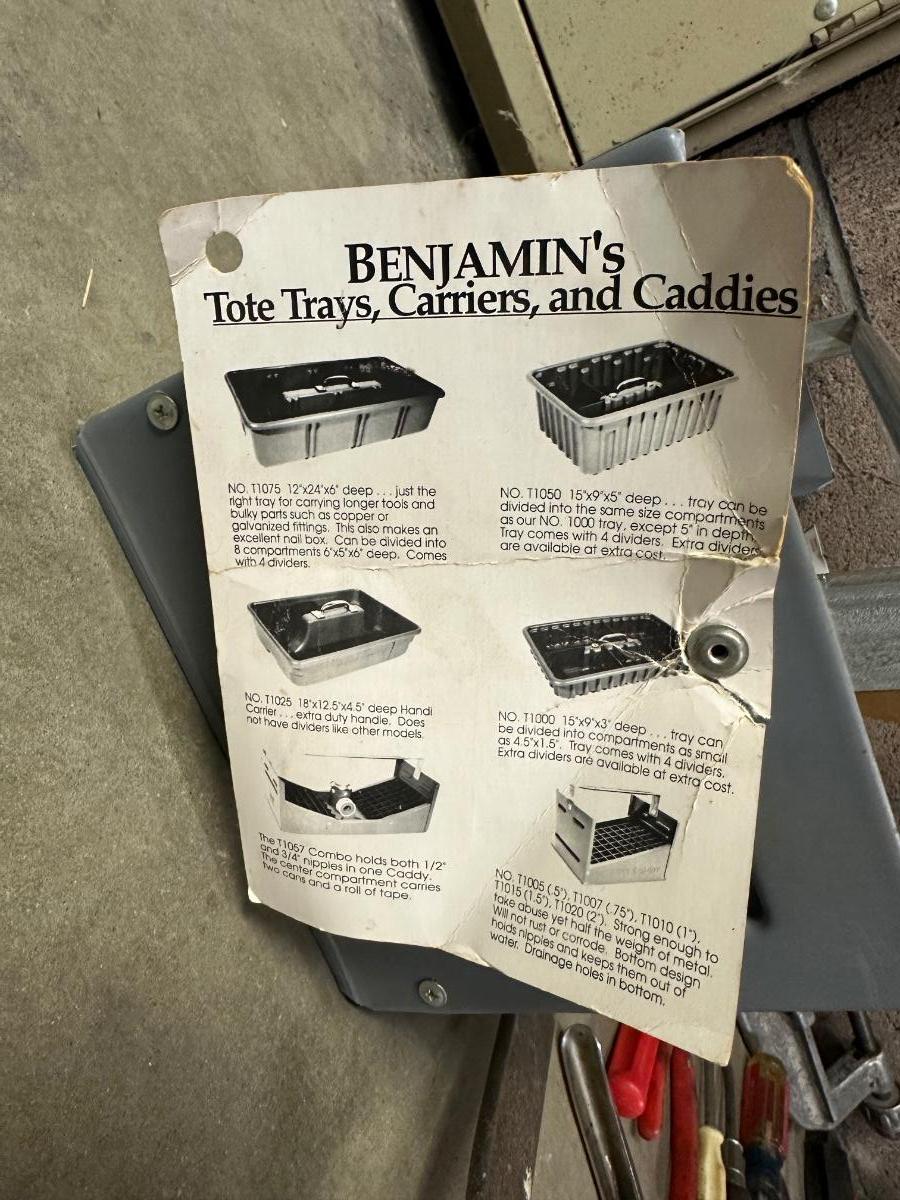 BENJAMIN's
Tote Trays, Carriers, and Caddies
NO. T1075 12"x24"x6" deep . . . just the
right tray for carrying longer tools and
bulky parts such as copper or
galvanized fittings. This also makes an
excellent nail box. Can be divided into
8 compartments 6"x5"x6" deep. Comes
with 4 dividers.
NO. T1050 15"x9"x5" deep . . . tray can be
divided into the same size compartments
as our NO. 1000 tray, except 5" in depth.
Tray comes with 4 dividers. Extra dividers
are available at extra cost.
NO. T1025 18"x12.5"x4.5" deep Handi
Carrier . . . extra duty handle. Does
not have dividers like other models.
NO. T1000 15"x9"x3" deep . . . tray can
be divided into compartments as small
as 4.5"x1.5". Tray comes with 4 dividers.
Extra dividers are available at extra cost.
The T1057 Combo holds both 1/2"
and 3/4" nipples in one Caddy.
The center compartment carries
two cans and a roll of tape.
NO. T1005 (.5"), T1007 (.75"), T1010 (1"),
T1015 (1.5"), T1020 (2"). Strong enough to
take abuse yet half the weight of metal.
Will not rust or corrode. Bottom design
holds nipples and keeps them out of
water. Drainage holes in bottom.